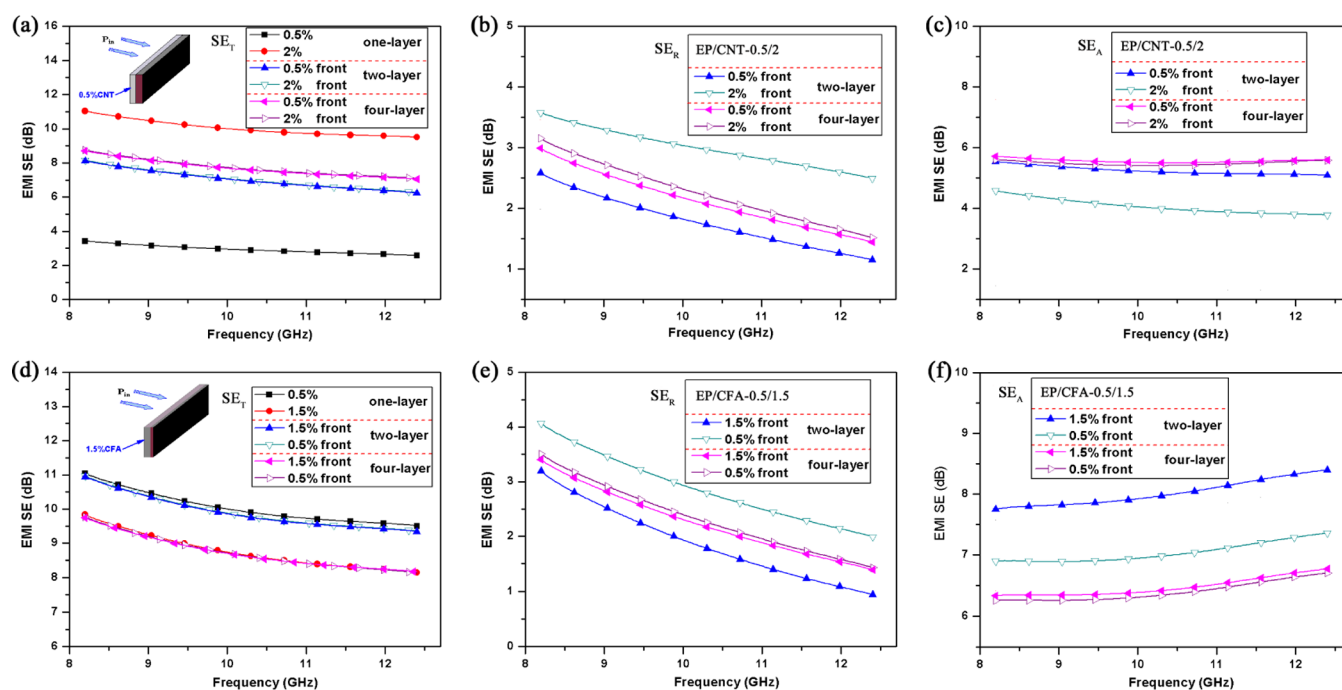 (a)
16
14
12
10
8
6
4
2
0
EMI SE (dB)
8 9 10 11 12
Frequency (GHz)
Pin
0.5%CNT
SET
0.5%
2%
one-layer
0.5% front
2% front
two-layer
0.5% front
2% front
four-layer
(b)
5
4
3
2
1
EMI SE (dB)
8 9 10 11 12
Frequency (GHz)
SER
EP/CNT-0.5/2
0.5% front
2% front
two-layer
0.5% front
2% front
four-layer
(c)
10
8
6
4
2
EMI SE (dB)
8 9 10 11 12
Frequency (GHz)
SEA
EP/CNT-0.5/2
0.5% front
2% front
two-layer
0.5% front
2% front
four-layer
(d)
14
13
12
11
10
9
8
7
6
EMI SE (dB)
8 9 10 11 12
Frequency (GHz)
Pin
1.5%CFA
SET
0.5%
1.5%
one-layer
1.5% front
0.5% front
two-layer
1.5% front
0.5% front
four-layer
(e)
5
4
3
2
1
0
EMI SE (dB)
8 9 10 11 12
Frequency (GHz)
SER
EP/CFA-0.5/1.5
1.5% front
0.5% front
two-layer
1.5% front
0.5% front
four-layer
(f)
10
9
8
7
6
EMI SE (dB)
8 9 10 11 12
Frequency (GHz)
SEA
EP/CFA-0.5/1.5
1.5% front
0.5% front
two-layer
1.5% front
0.5% front
four-layer